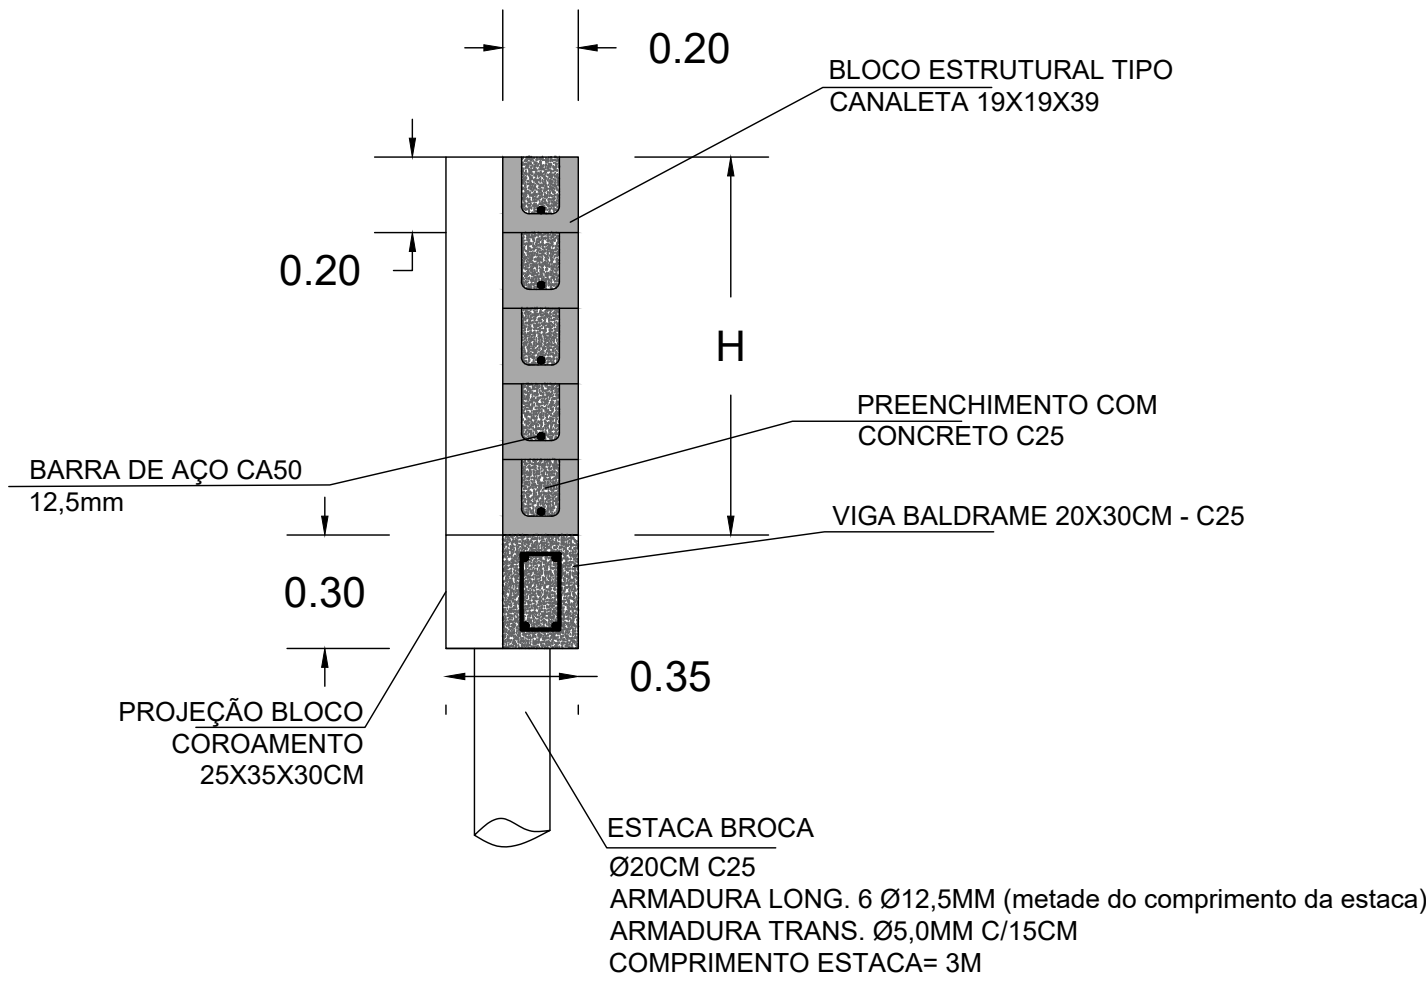 0.20
BLOCO ESTRUTURAL TIPO
CANALETA 19X19X39
0.20
H
PREENCHIMENTO COM
CONCRETO C25
BARRA DE AÇO CA50
12,5mm
VIGA BALDRAME 20X30CM - C25
0.30
0.35
PROJEÇÃO BLOCO
COROAMENTO
25X35X30CM
ESTACA BROCA
Ø20CM C25
ARMADURA LONG. 6 Ø12,5MM (metade do comprimento da estaca)
ARMADURA TRANS. Ø5,0MM C/15CM
COMPRIMENTO ESTACA= 3M